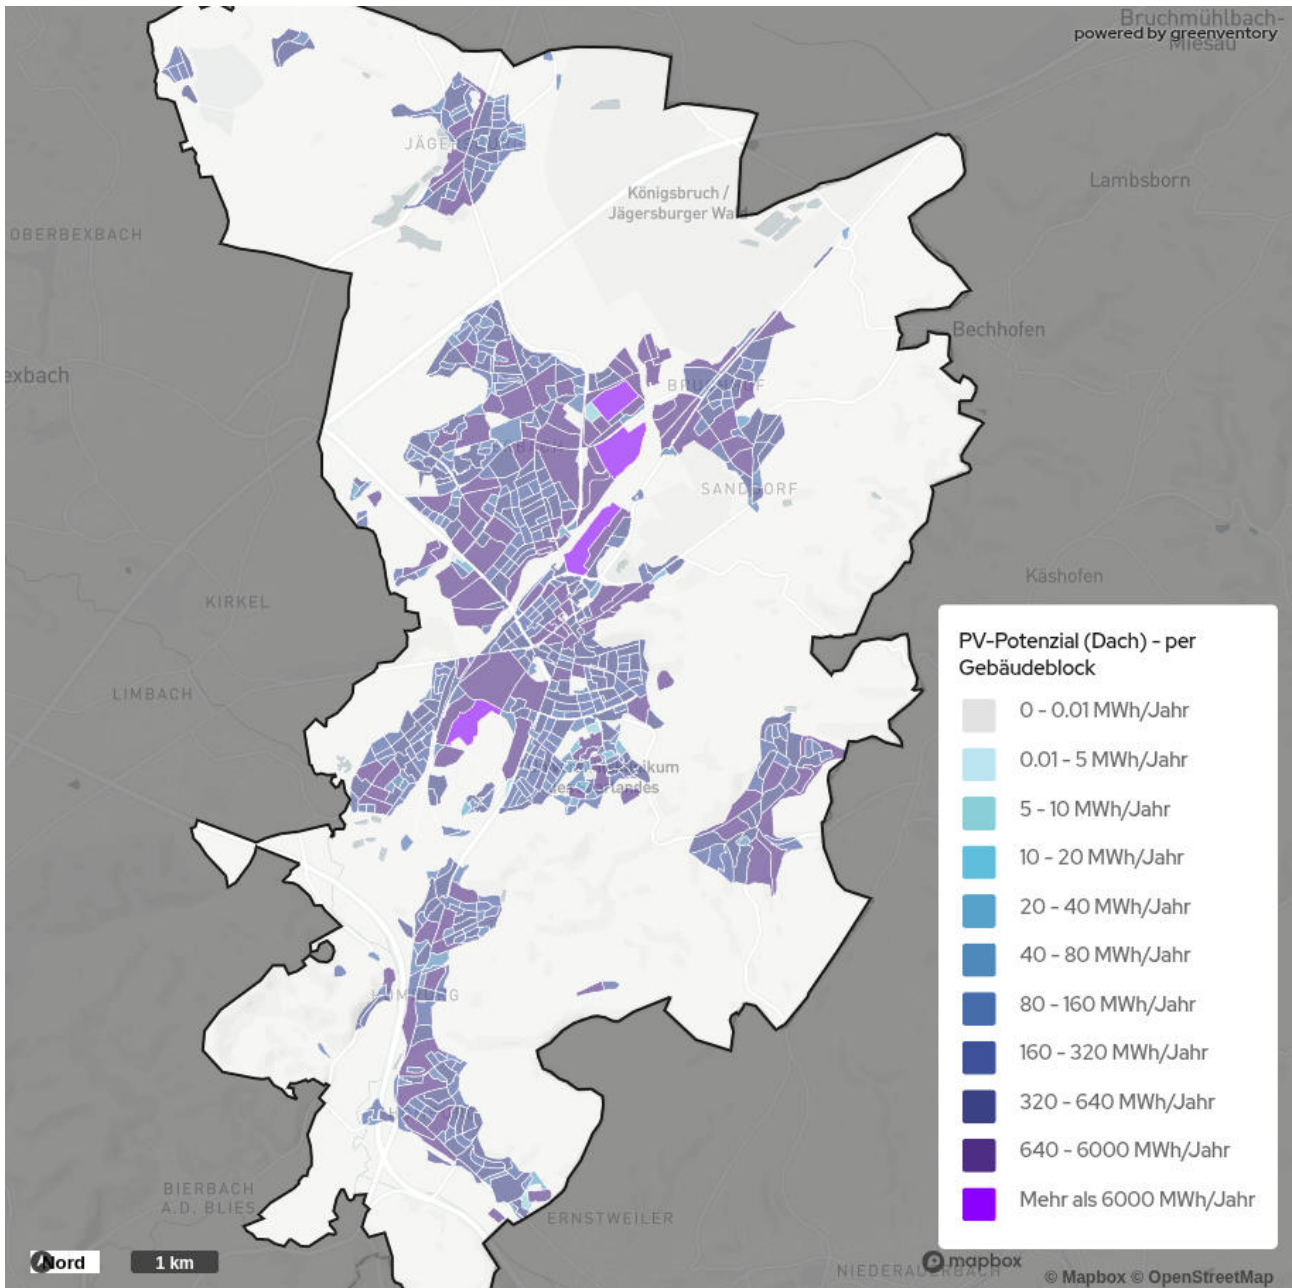 Bruchmühlbach-
Miesau
powered by greenventory
Lambsborn
Königsbruch /
Jägersburger Wald
OBERBEXBACH
Bechhofen
exbach
SANDDORF
Käshofen
KIRKEL
LIMBACH
PV-Potenzial (Dach) - per
Gebäudeblock
0 - 0.01 MWh/Jahr
0.01 - 5 MWh/Jahr
5 - 10 MWh/Jahr
10 - 20 MWh/Jahr
20 - 40 MWh/Jahr
40 - 80 MWh/Jahr
80 - 160 MWh/Jahr
160 - 320 MWh/Jahr
320 - 640 MWh/Jahr
640 - 6000 MWh/Jahr
Mehr als 6000 MWh/Jahr
HOMBURG
BIERBACH
A.D. BLIES
ERNSTWEILER
Nord
1 km
mapbox
NIEDERAUERBACH
© Mapbox © OpenStreetMap